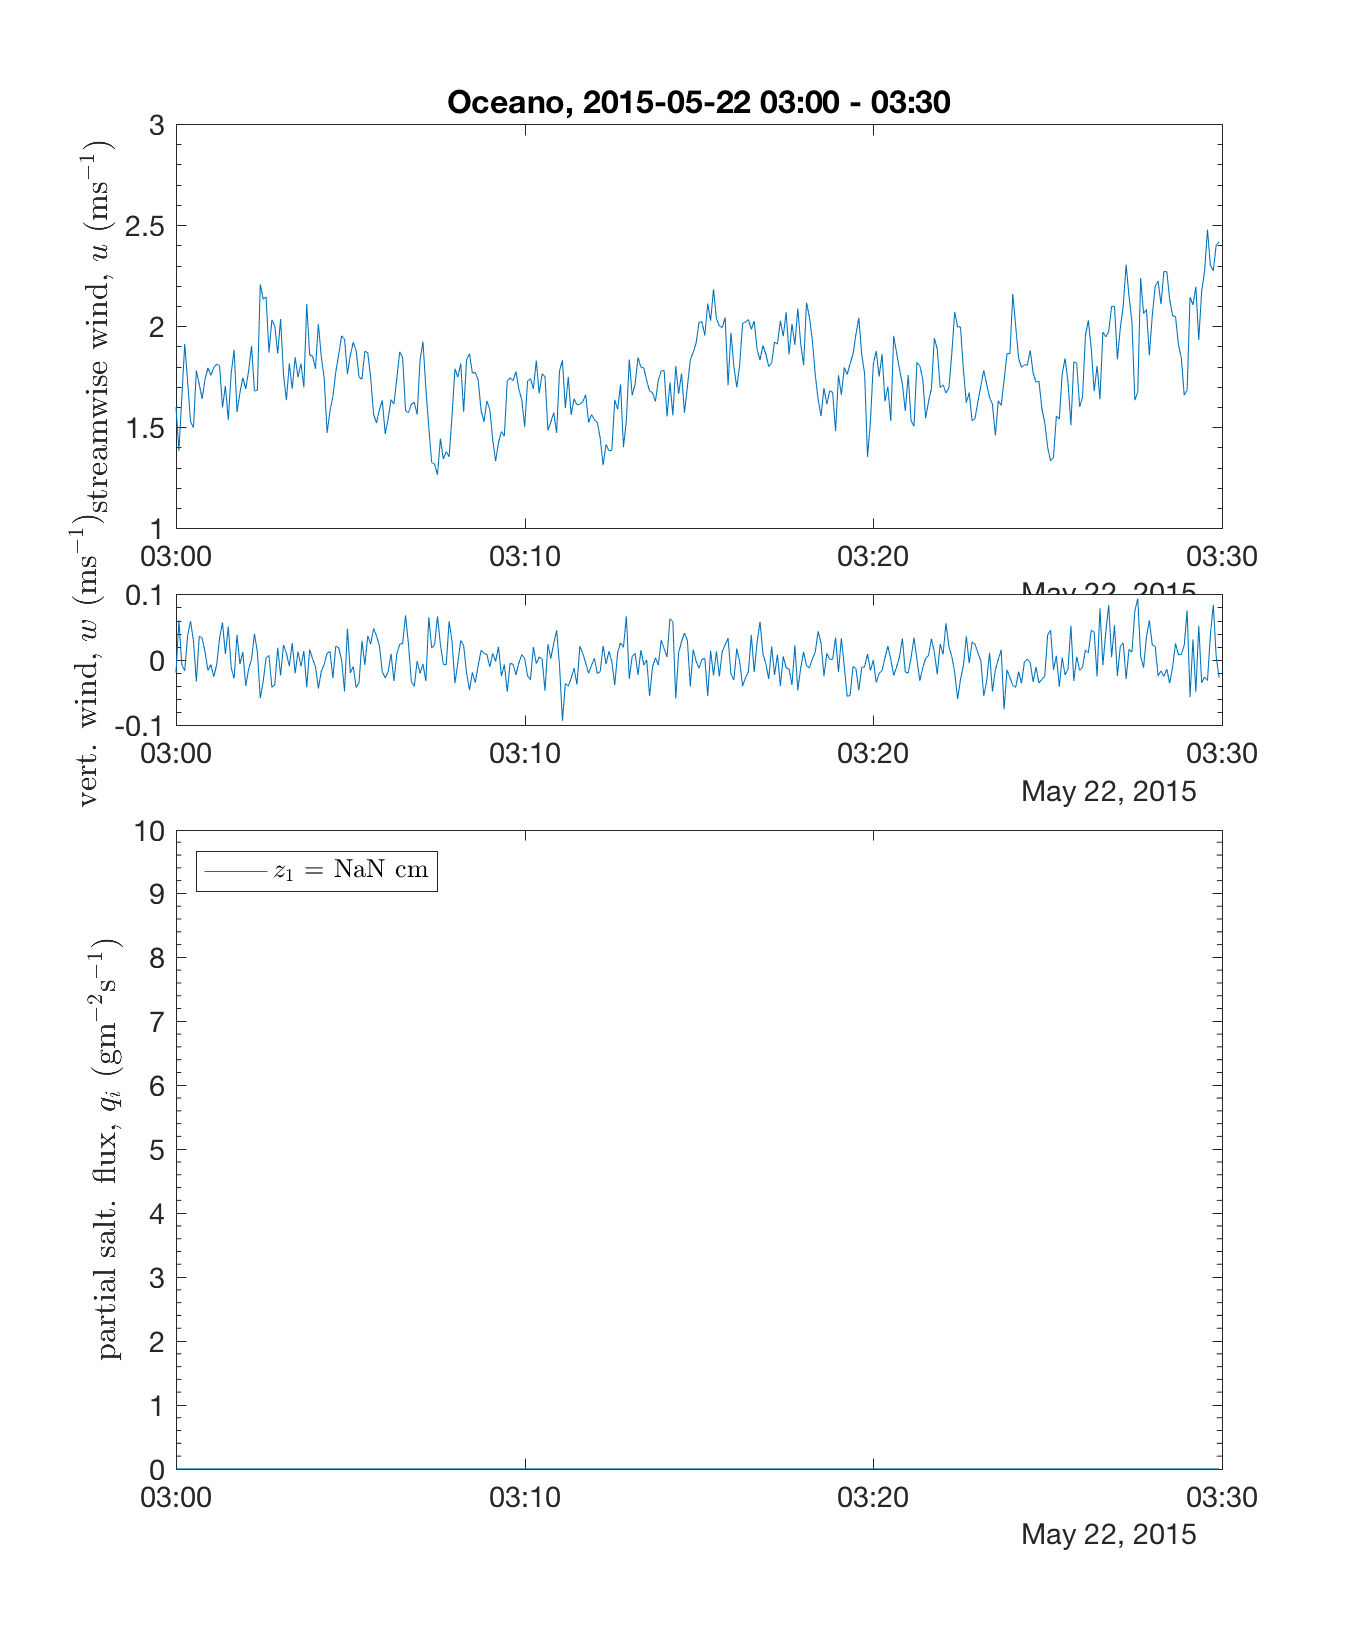 Oceano, 2015-05-22 03:00 - 03:30
streamwise wind, u (ms⁻¹)
3
2.5
2
1.5
1
03:00 03:10 03:20 03:30
May 22, 2015
vert. wind, w (ms⁻¹)
0.1
0
-0.1
03:00 03:10 03:20 03:30
May 22, 2015
partial salt. flux, qᵢ (gm⁻²s⁻¹)
10
9
8
7
6
5
4
3
2
1
0
z₁ = NaN cm
03:00 03:10 03:20 03:30
May 22, 2015